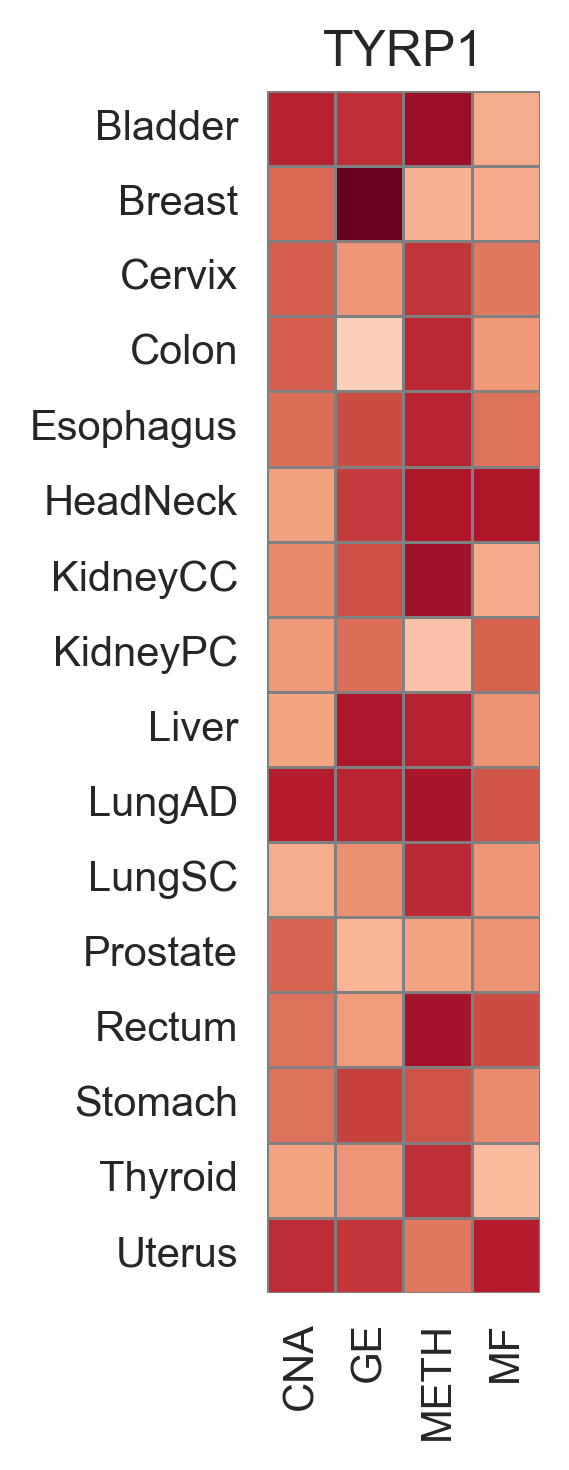 TYRP1
Bladder
Breast
Cervix
Colon
Esophagus
HeadNeck
KidneyCC
KidneyPC
Liver
LungAD
LungSC
Prostate
Rectum
Stomach
Thyroid
Uterus
CNA
GE
METH
MF